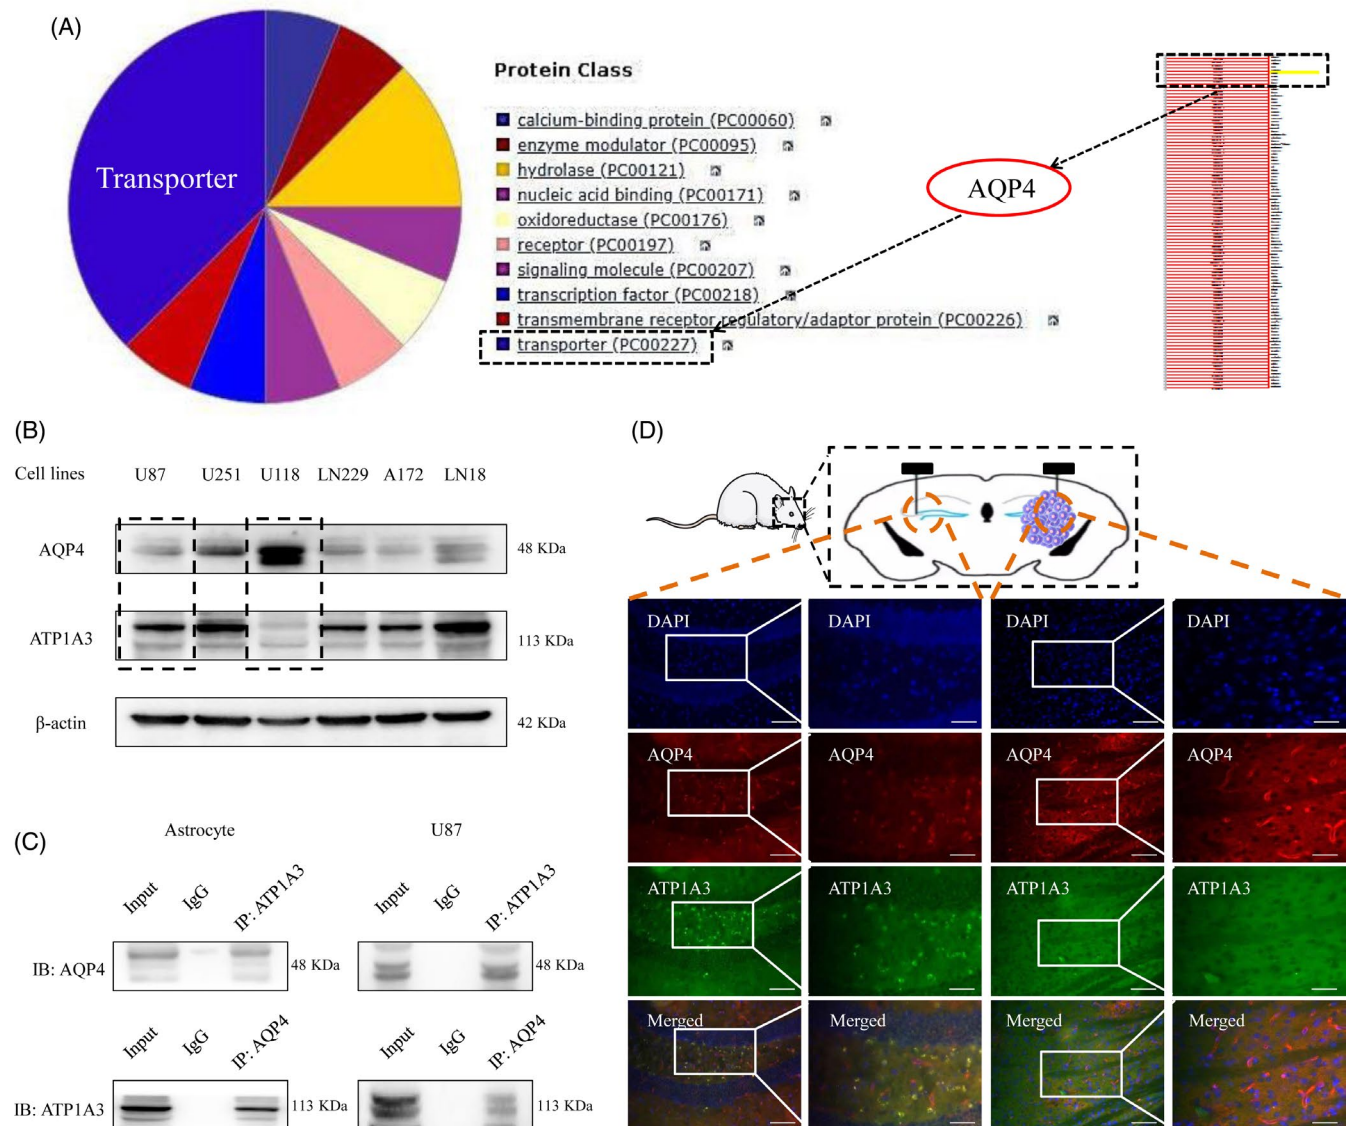 (A)
Transporter
Protein Class
calcium-binding protein (PC00060)
enzyme modulator (PC00095)
hydrolase (PC00121)
nucleic acid binding (PC00171)
oxidoreductase (PC00176)
receptor (PC00197)
signaling molecule (PC00207)
transcription factor (PC00218)
transmembrane receptor regulatory/adaptor protein (PC00226)
transporter (PC00227)
AQP4
(B)
Cell lines U87 U251 U118 LN229 A172 LN18
AQP4 48 KDa
ATP1A3 113 KDa
β-actin 42 KDa
(C)
Astrocyte U87
Input IgG IP: ATP1A3 Input IgG IP: ATP1A3
IB: AQP4 48 KDa 48 KDa
Input IgG IP: AQP4 Input IgG IP: AQP4
IB: ATP1A3 113 KDa 113 KDa
(D)
DAPI DAPI DAPI DAPI
AQP4 AQP4 AQP4 AQP4
ATP1A3 ATP1A3 ATP1A3 ATP1A3
Merged Merged Merged Merged